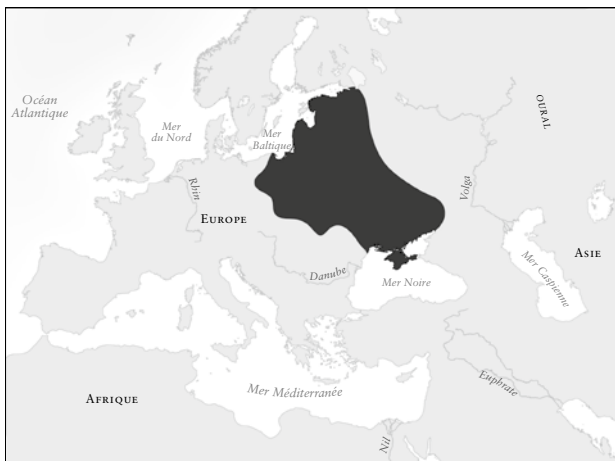 Océan
Atlantique
Mer
du Nord
Mer
Baltique
OURAL
Rhin
Volga
EUROPE
ASIE
Danube
Mer Noire
Mer Caspienne
Euphrate
AFRIQUE
Mer Méditerranée
Nil